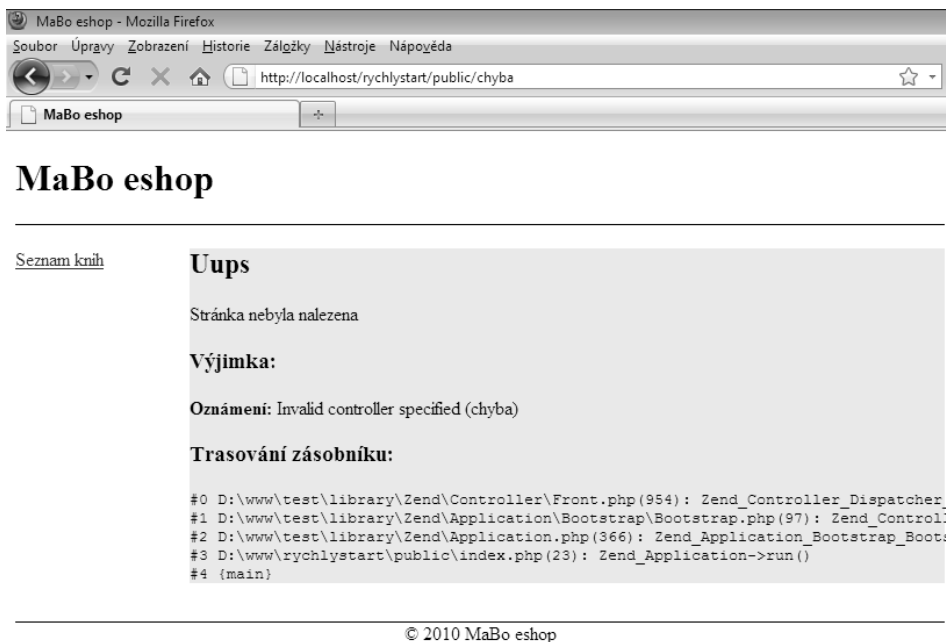 MaBo eshop - Mozilla Firefox
Soubor Úpravy Zobrazení Historie Záložky Nástroje Nápověda
http://localhost/rychlystart/public/chyba
MaBo eshop
MaBo eshop
Seznam knih
Uups
Stránka nebyla nalezena
Výjimka:
Oznámení: Invalid controller specified (chyba)
Trasování zásobníku:
#0 D:\www\test\library\Zend\Controller\Front.php(954): Zend_Controller_Dispatcher_
#1 D:\www\test\library\Zend\Application\Bootstrap\Bootstrap.php(97): Zend_Control
#2 D:\www\test\library\Zend\Application.php(366): Zend_Application_Bootstrap_Boots
#3 D:\www\rychlystart\public\index.php(23): Zend_Application->run()
#4 {main}
© 2010 MaBo eshop